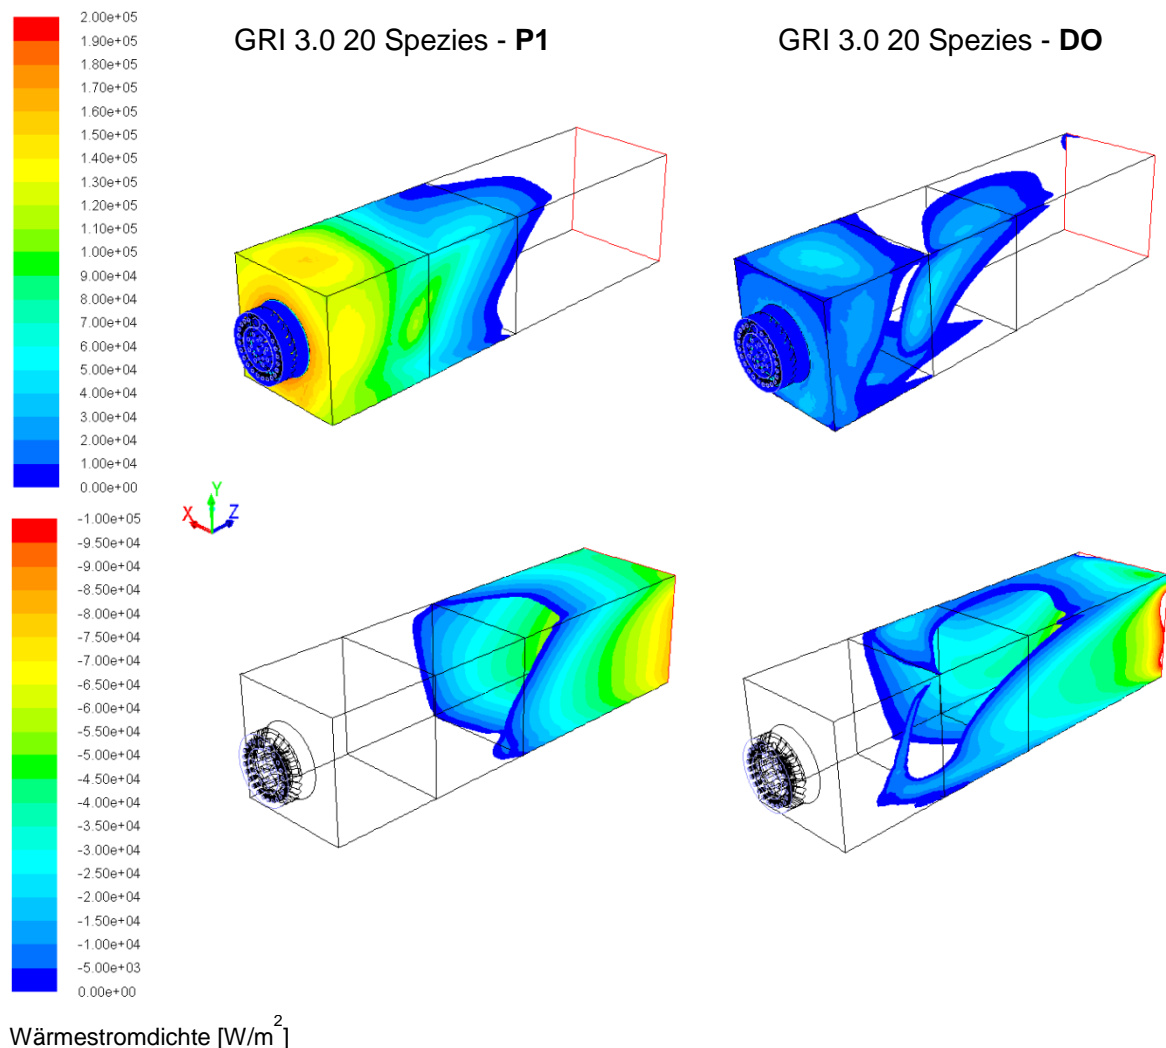 GRI 3.0 20 Spezies - P1
GRI 3.0 20 Spezies - DO
2.00e+05
1.90e+05
1.80e+05
1.70e+05
1.60e+05
1.50e+05
1.40e+05
1.30e+05
1.20e+05
1.10e+05
1.00e+05
9.00e+04
8.00e+04
7.00e+04
6.00e+04
5.00e+04
4.00e+04
3.00e+04
2.00e+04
1.00e+04
0.00e+00
Y
X
Z
-1.00e+05
-9.50e+04
-9.00e+04
-8.50e+04
-8.00e+04
-7.50e+04
-7.00e+04
-6.50e+04
-6.00e+04
-5.50e+04
-5.00e+04
-4.50e+04
-4.00e+04
-3.50e+04
-3.00e+04
-2.50e+04
-2.00e+04
-1.50e+04
-1.00e+04
-5.00e+03
0.00e+00
Wärmestromdichte [W/m²]